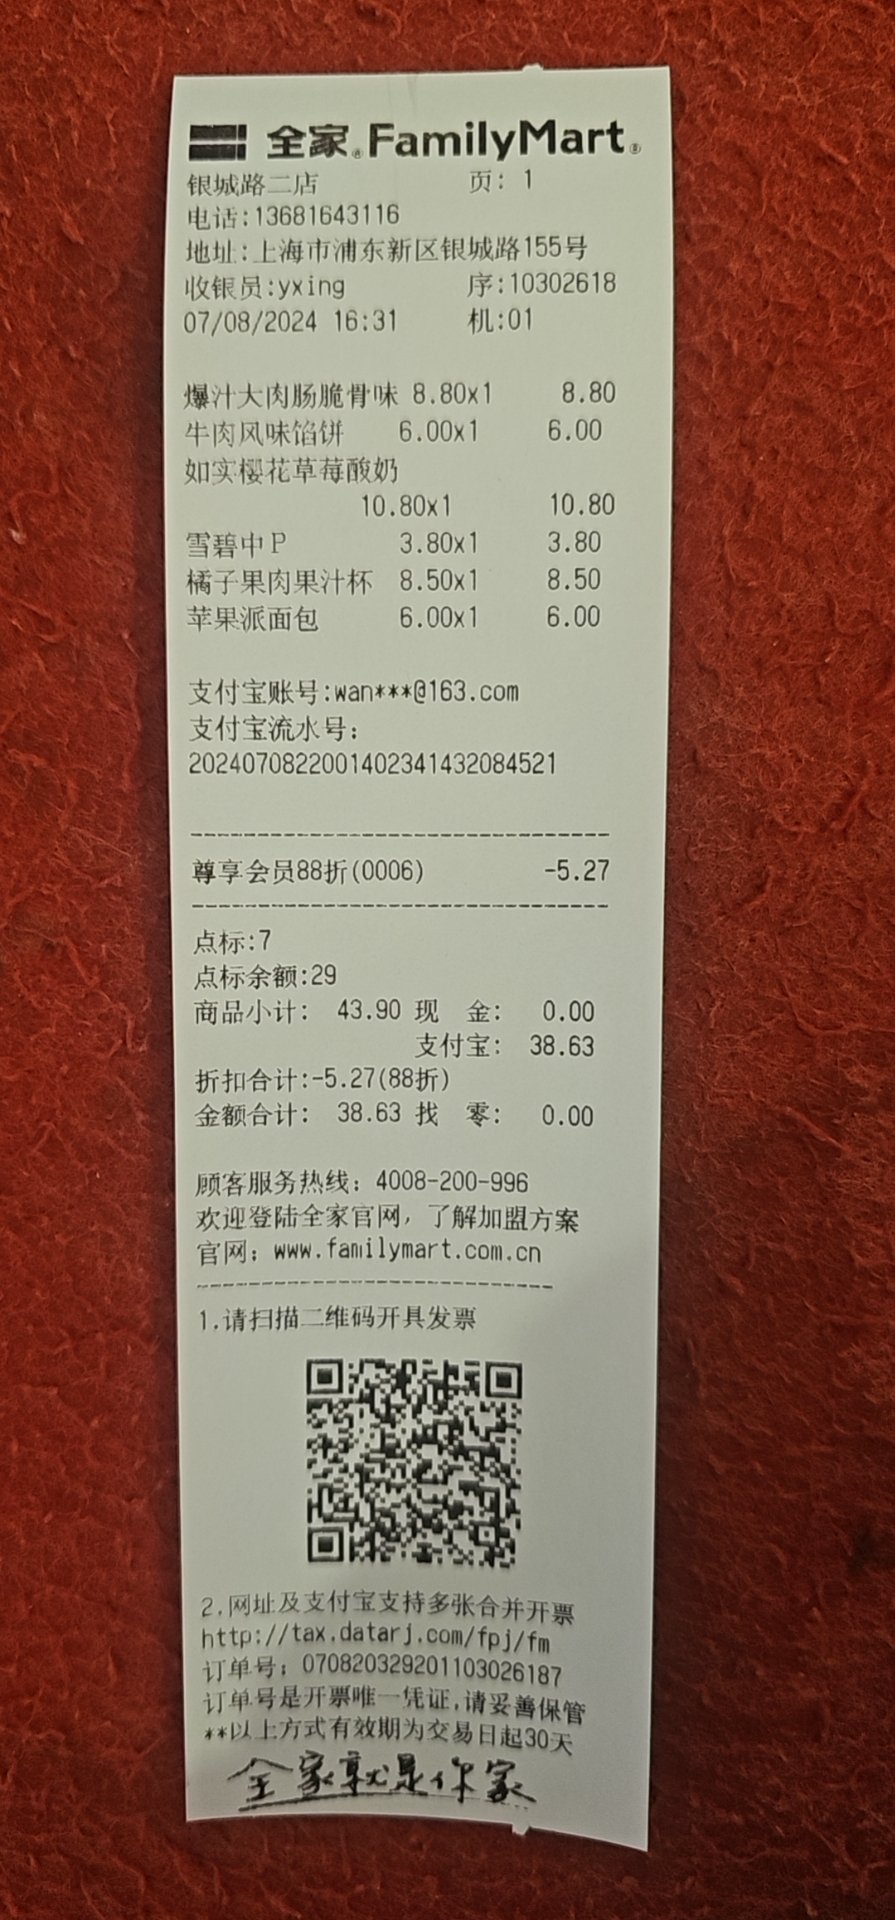 全家®FamilyMart®
银城路二店 页: 1
电话:13681643116
地址:上海市浦东新区银城路155号
收银员:yxing 序:10302618
07/08/2024 16:31 机:01
爆汁大肉肠脆骨味 8.80x1 8.80
牛肉风味馅饼 6.00x1 6.00
如实樱花草莓酸奶
10.80x1 10.80
雪碧中P 3.80x1 3.80
橘子果肉果汁杯 8.50x1 8.50
苹果派面包 6.00x1 6.00
支付宝账号:wan***@163.com
支付宝流水号:
2024070822001402341432084521
尊享会员88折(0006) -5.27
点标:7
点标余额:29
商品小计: 43.90 现 金: 0.00
支付宝: 38.63
折扣合计:-5.27(88折)
金额合计: 38.63 找 零: 0.00
顾客服务热线: 4008-200-996
欢迎登陆全家官网, 了解加盟方案
官网: www.familymart.com.cn
1.请扫描二维码开具发票
2.网址及支付宝支持多张合并开票
http://tax.datarj.com/fpj/fm
订单号: 070820329201103026187
订单号是开票唯一凭证,请妥善保管
**以上方式有效期为交易日起30天
全家就是你家